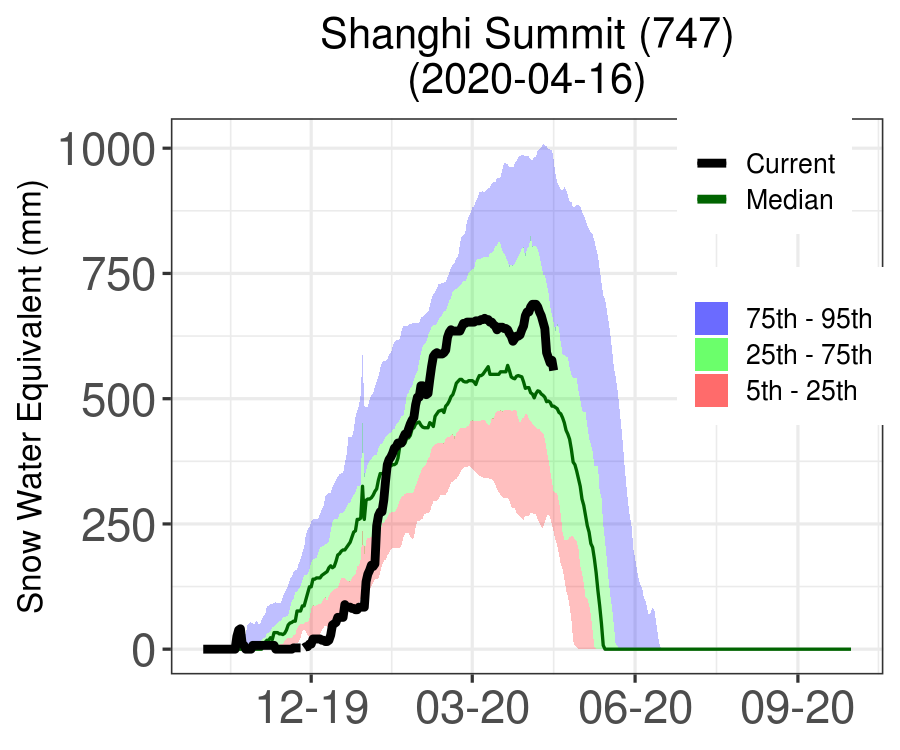 Shanghi Summit (747)
(2020-04-16)
Snow Water Equivalent (mm)
1000
750
500
250
0
12-19
03-20
06-20
09-20
Current
Median
75th - 95th
25th - 75th
5th - 25th